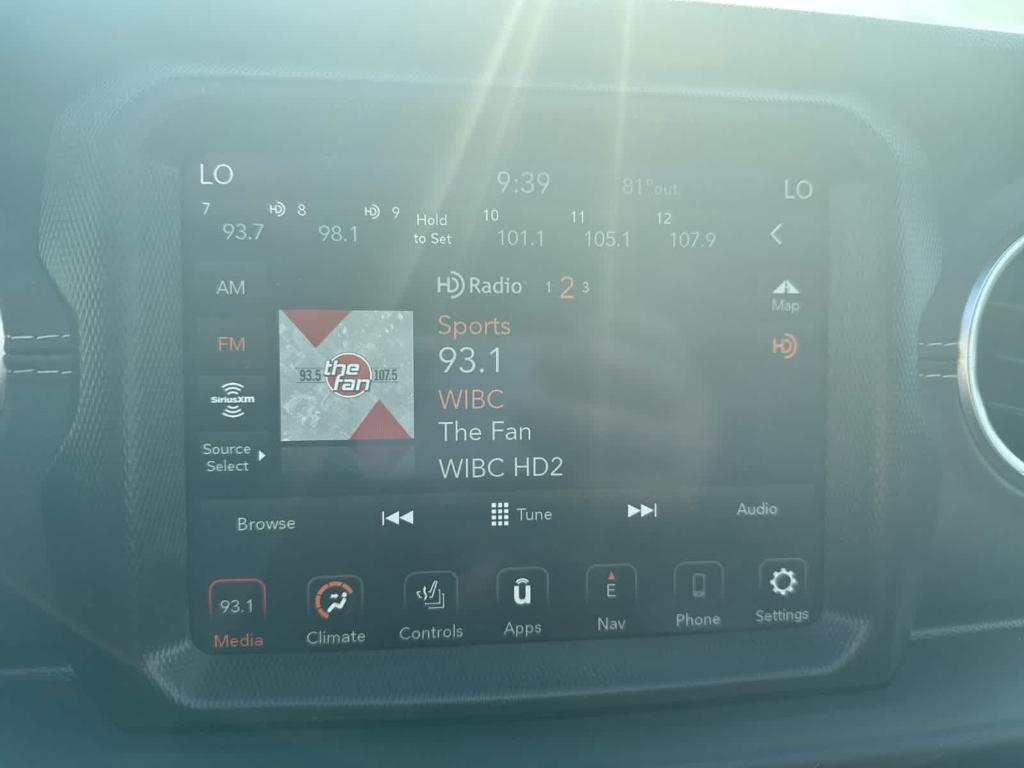 LO 9:39 81° out LO
7 HD 8 HD 9 Hold to Set 10 11 12
93.7 98.1 101.1 105.1 107.9
AM
HD Radio 1 2 3
Map
FM
Sports
HD
93.1
93.5 the fan 107.5
SiriusXM
WIBC
The Fan
Source
Select
WIBC HD2
Browse Tune Audio
93.1 E
Media Climate Controls Apps Nav Phone Settings